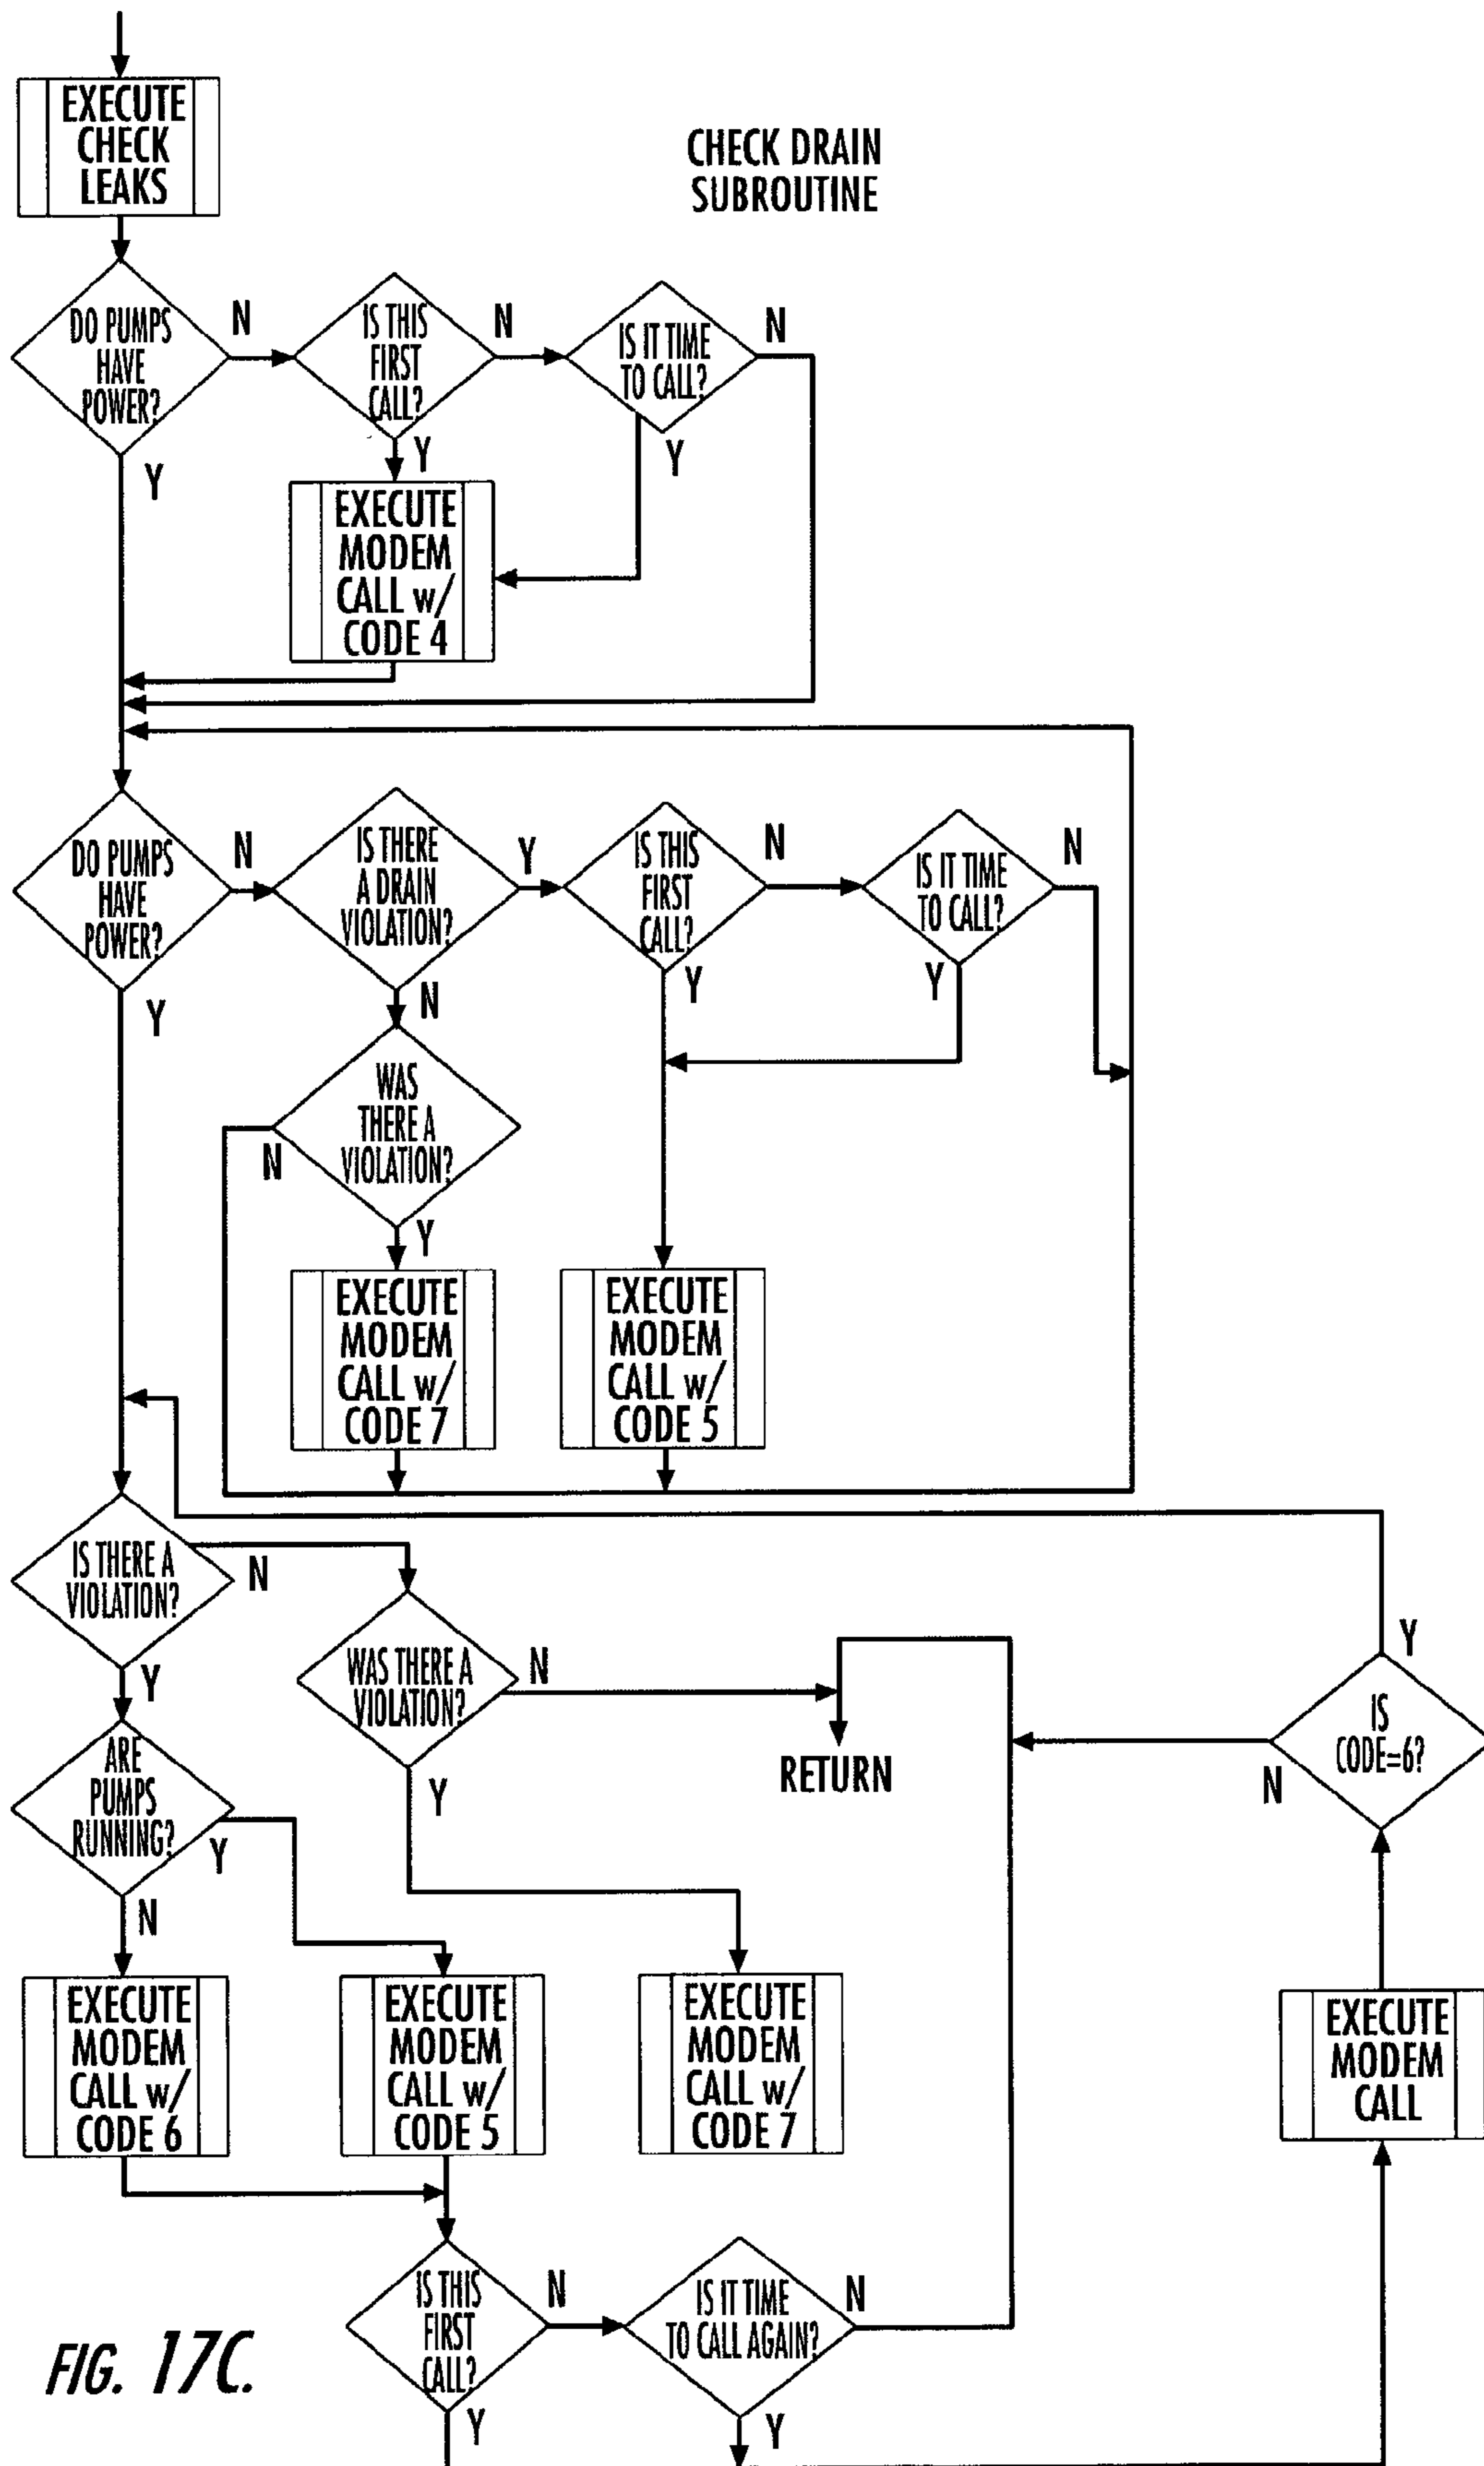 EXECUTE
CHECK
LEAKS
CHECK DRAIN
SUBROUTINE
DO PUMPS
HAVE
POWER?
N
Y
IS THIS
FIRST
CALL?
N
Y
IS IT TIME
TO CALL?
N
Y
EXECUTE
MODEM
CALL w/
CODE 4
DO PUMPS
HAVE
POWER?
N
Y
IS THERE
A DRAIN
VIOLATION?
Y
N
IS THIS
FIRST
CALL?
N
Y
IS IT TIME
TO CALL?
N
Y
WAS
THERE A
VIOLATION?
N
Y
EXECUTE
MODEM
CALL w/
CODE 7
EXECUTE
MODEM
CALL w/
CODE 5
IS THERE A
VIOLATION?
N
Y
WAS THERE A
VIOLATION?
N
Y
RETURN
IS
CODE=6?
Y
N
ARE
PUMPS
RUNNING?
Y
N
EXECUTE
MODEM
CALL w/
CODE 6
EXECUTE
MODEM
CALL w/
CODE 5
EXECUTE
MODEM
CALL w/
CODE 7
EXECUTE
MODEM
CALL
IS THIS
FIRST
CALL?
N
Y
IS IT TIME
TO CALL AGAIN?
N
Y
FIG. 17C.